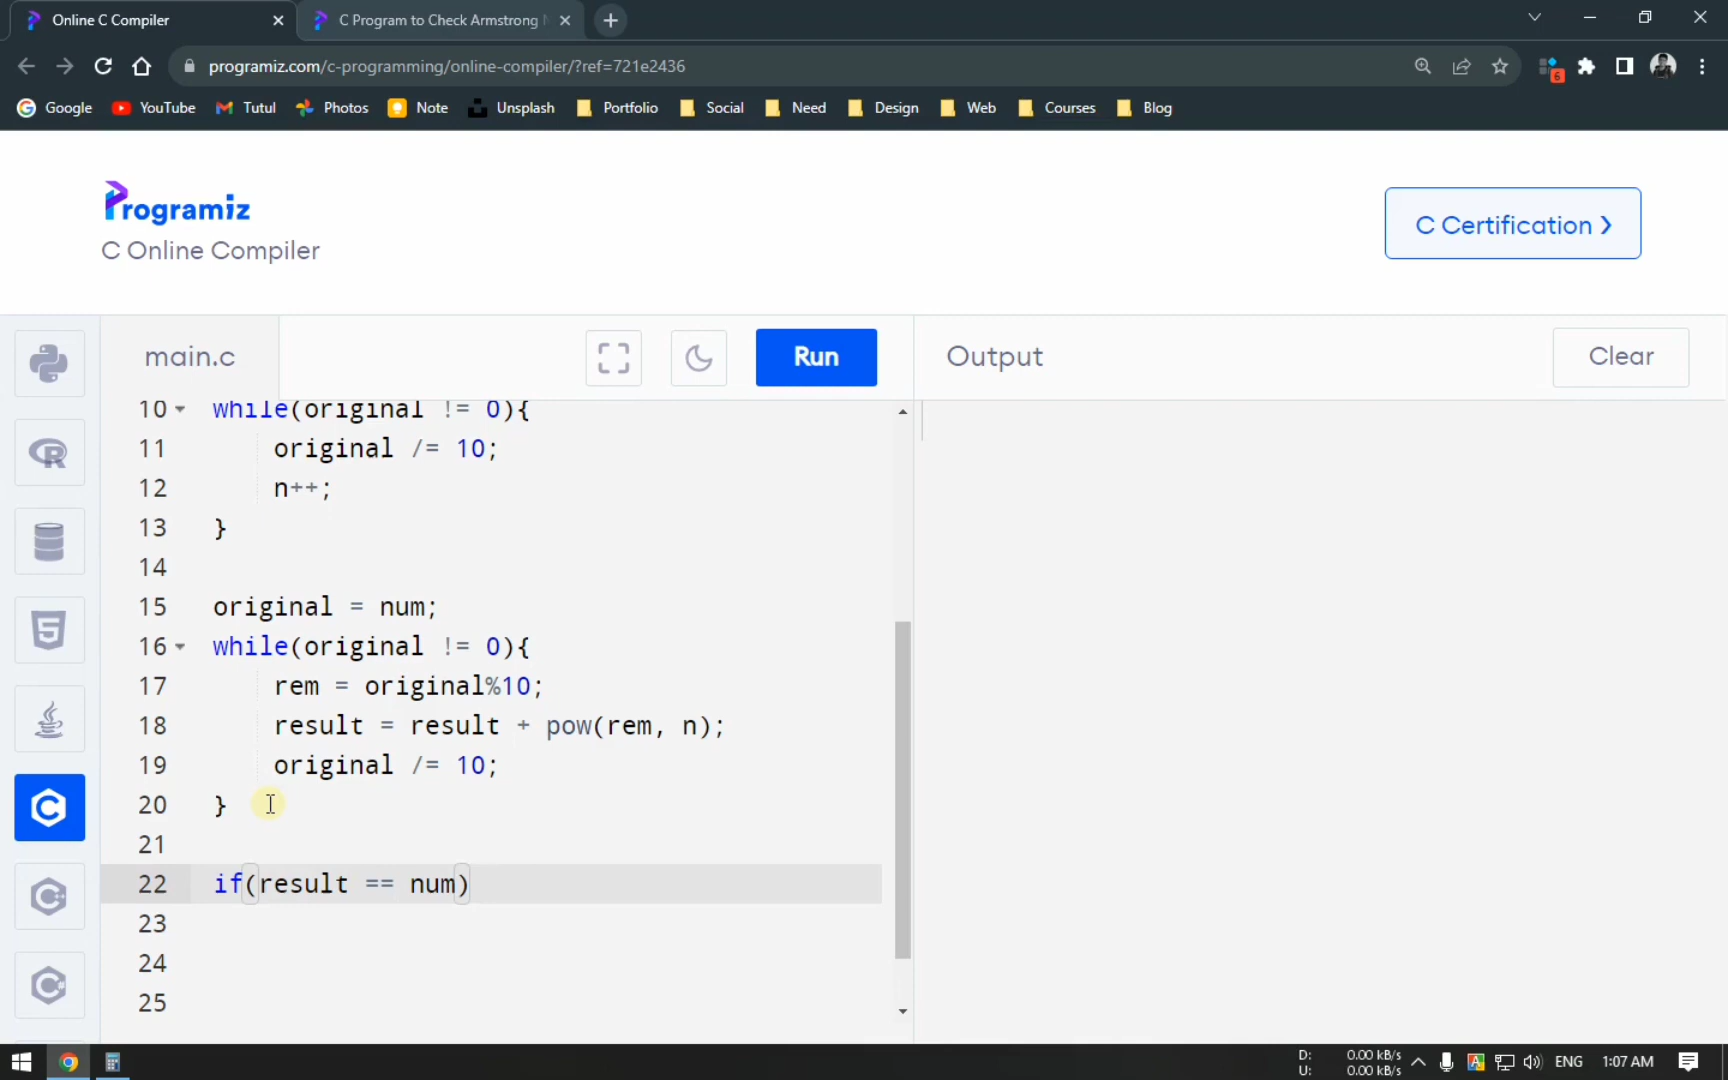 Online C Compiler
C Program to Check Armstrong N
programiz.com/c-programming/online-compiler/?ref=721e2436
6
Google YouTube Tutul Photos Note Unsplash Portfolio Social Need Design Web Courses Blog
Programiz
C Online Compiler
C Certification ❯
main.c
Run
Output
Clear
10 while(original != 0){
11 original /= 10;
12 n++;
13 }
14
15 original = num;
16 while(original != 0){
17 rem = original%10;
18 result = result + pow(rem, n);
19 original /= 10;
20 }
21
22 if(result == num)
23
24
25
D: 0.00 kB/s
U: 0.00 kB/s
ENG
1:07 AM